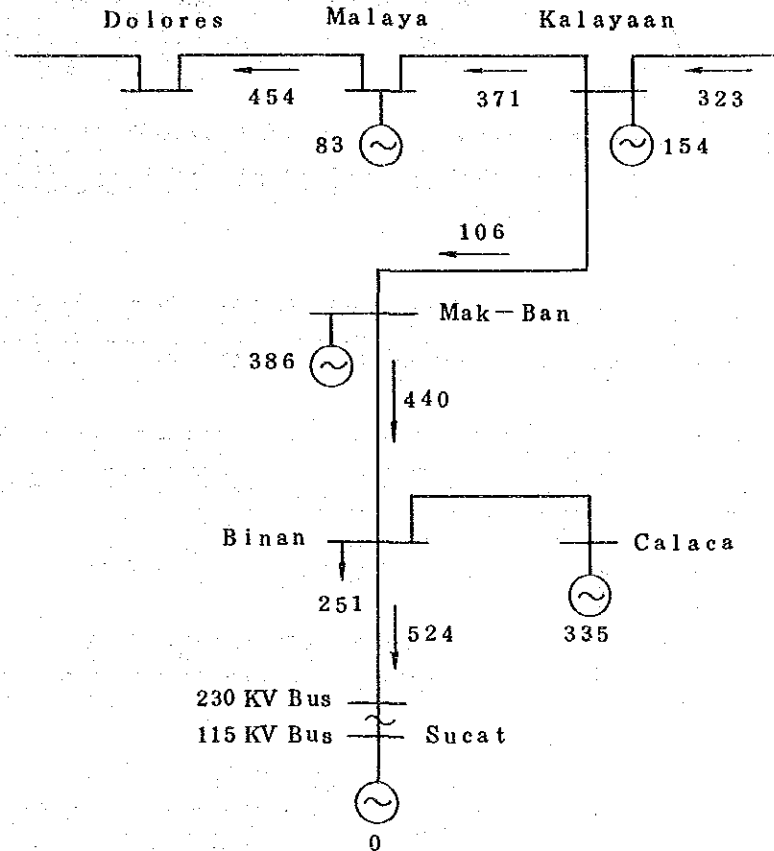 Dolores
Malaya
Kalayaan
454
371
323
83
154
106
Mak-Ban
386
440
Binan
Calaca
251
524
335
230 KV Bus
115 KV Bus
Sucat
0